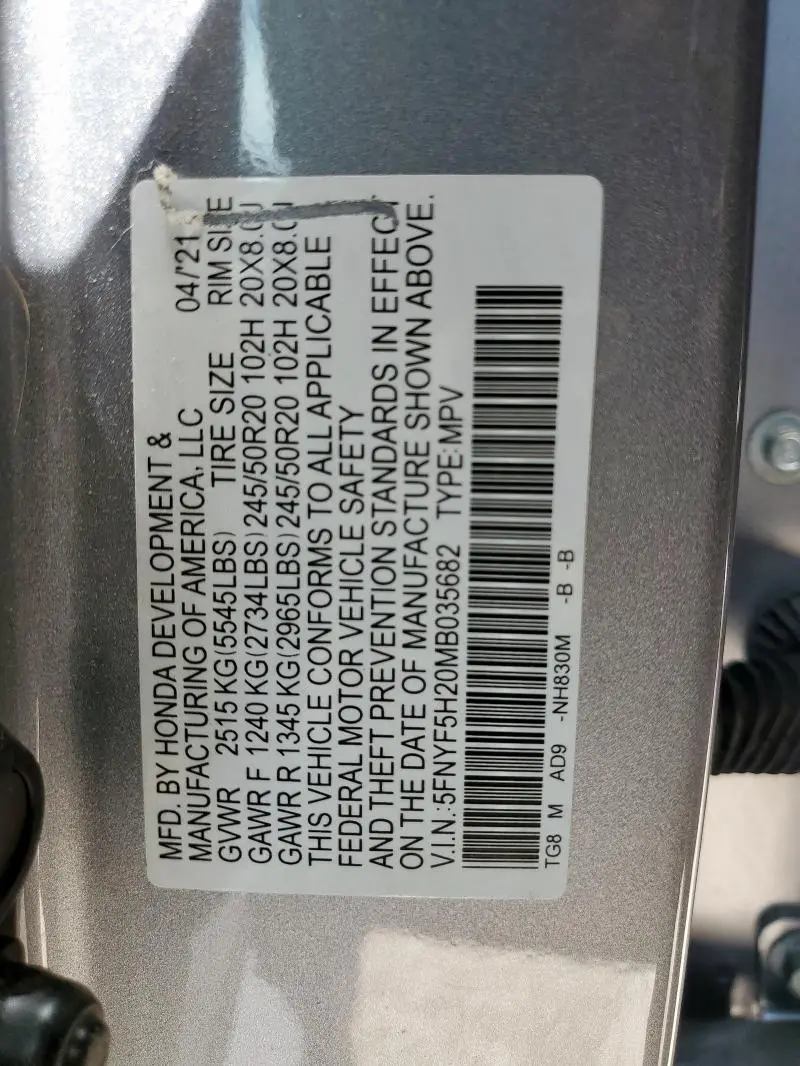 MFD. BY HONDA DEVELOPMENT &
MANUFACTURING OF AMERICA, LLC 04/'21
GVWR 2515 KG(5545LBS) TIRE SIZE RIM SIZE
GAWR F 1240 KG(2734LBS) 245/50R20 102H 20X8.0J
GAWR R 1345 KG(2965LBS) 245/50R20 102H 20X8.0J
THIS VEHICLE CONFORMS TO ALL APPLICABLE
FEDERAL MOTOR VEHICLE SAFETY
AND THEFT PREVENTION STANDARDS IN EFFECT
ON THE DATE OF MANUFACTURE SHOWN ABOVE.
V.I.N.:5FNYF5H20MB035682 TYPE:MPV
TG8 M AD9 -NH830M -B -B